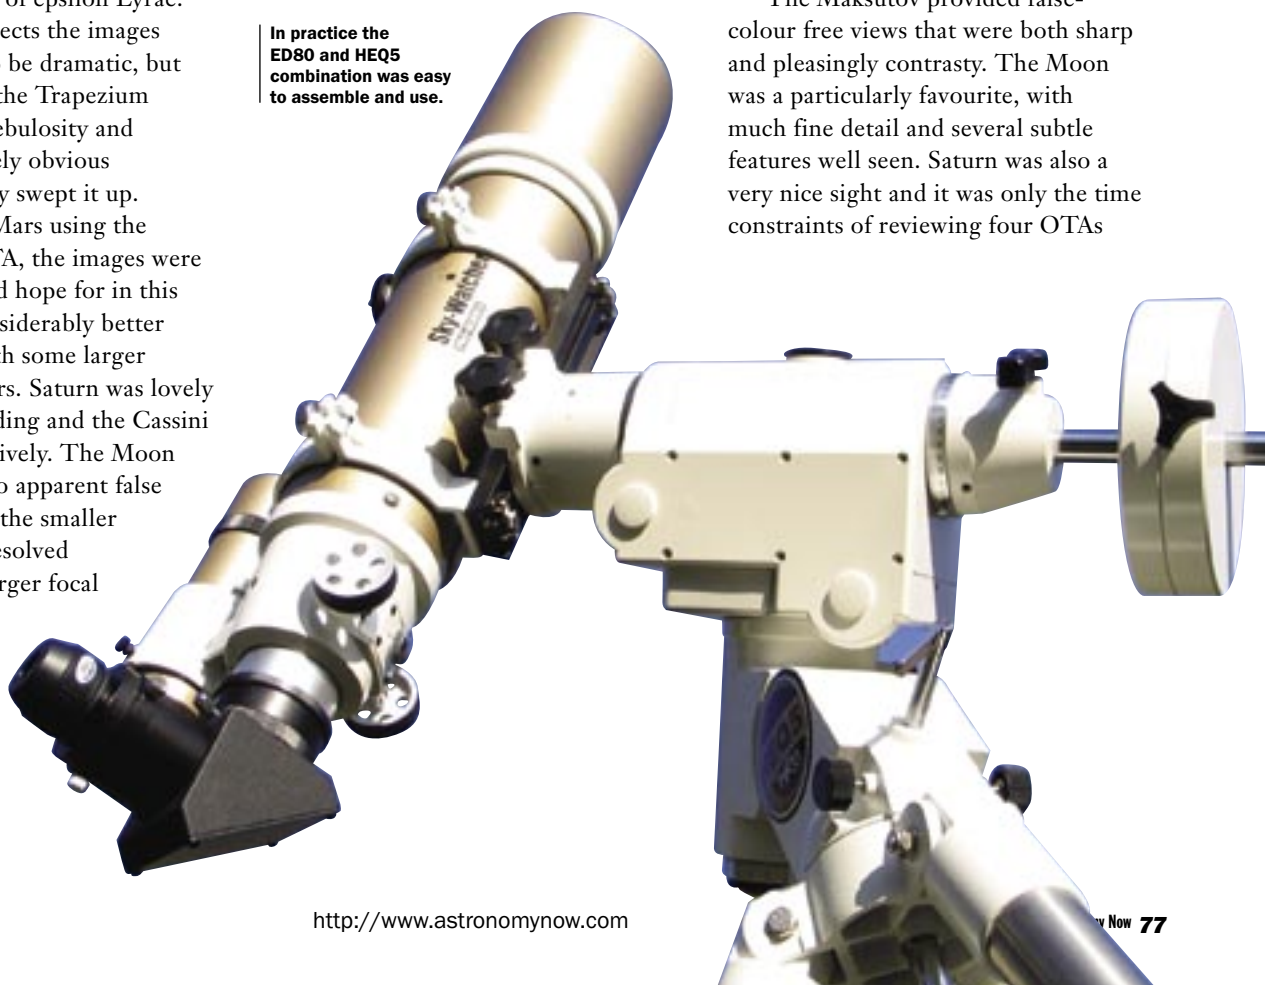 of epsilon Lyrae.
ects the images
be dramatic, but
the Trapezium
ebulosity and
ely obvious
y swept it up.
Mars using the
TA, the images were
d hope for in this
siderably better
th some larger
rs. Saturn was lovely
ding and the Cassini
ively. The Moon
o apparent false
the smaller
esolved
rger focal
In practice the
ED80 and HEQ5
combination was easy
to assemble and use.
Sky-Watcher
The Maksutov provided false-
colour free views that were both sharp
and pleasingly contrasty. The Moon
was a particularly favourite, with
much fine detail and several subtle
features well seen. Saturn was also a
very nice sight and it was only the time
constraints of reviewing four OTAs
http://www.astronomynow.com
Now 77